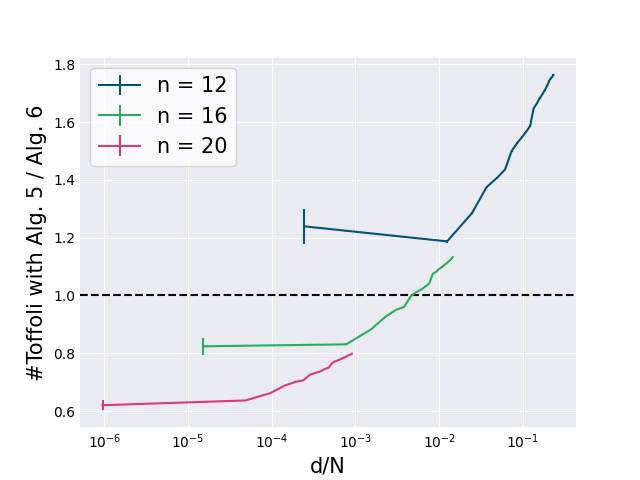 #Toffoli with Alg. 5 / Alg. 6
1.8
1.6
1.4
1.2
1.0
0.8
0.6
n = 12
n = 16
n = 20
10⁻⁶ 10⁻⁵ 10⁻⁴ 10⁻³ 10⁻² 10⁻¹
d/N